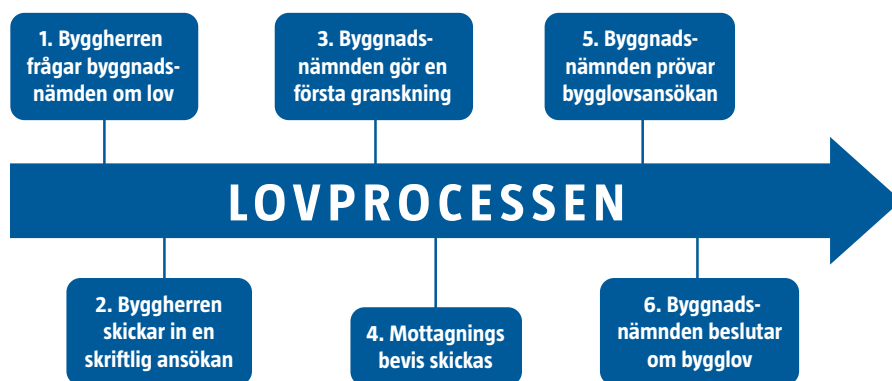 1. Byggherren
frågar byggnads-
nämden om lov
3. Byggnads-
nämnden gör en
första granskning
5. Byggnads-
nämnden prövar
bygglovsansökan
LOVPROCESSEN
2. Byggherren
skickar in en
skriftlig ansökan
4. Mottagnings
bevis skickas
6. Byggnads-
nämnden beslutar
om bygglov